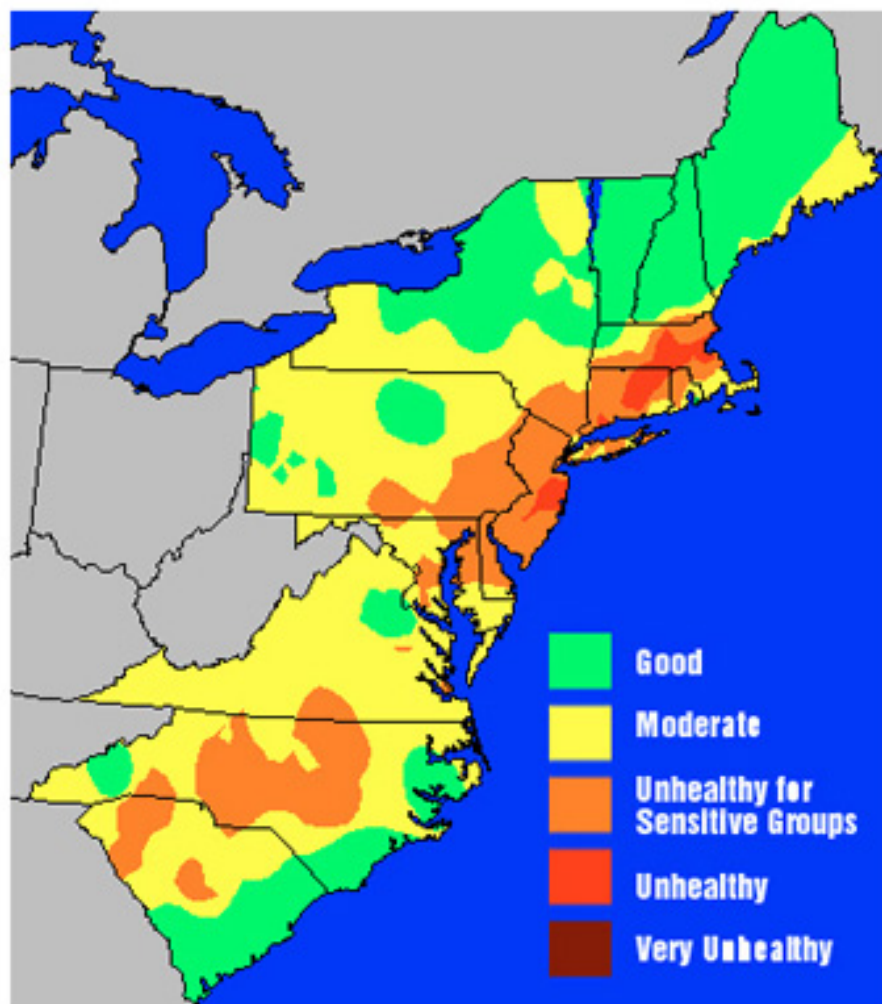 Good
Moderate
Unhealthy for
Sensitive Groups
Unhealthy
Very Unhealthy